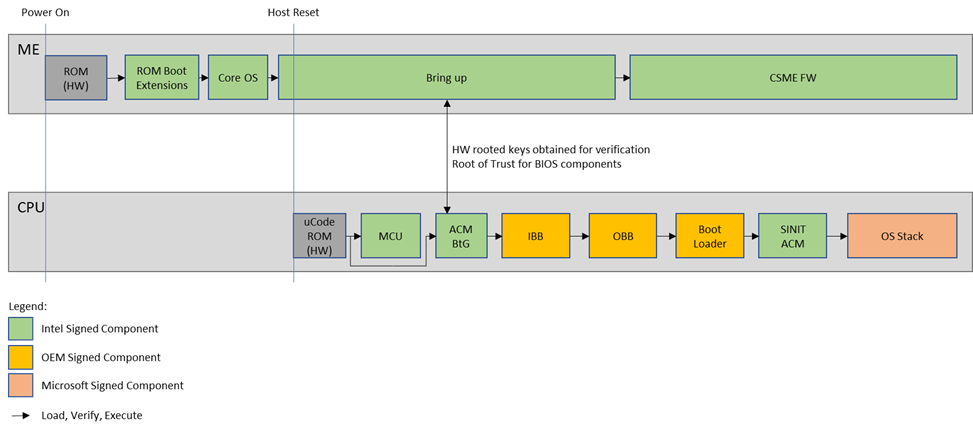 Power On
Host Reset
ME
ROM
(HW)
ROM Boot
Extensions
Core OS
Bring up
CSME FW
HW rooted keys obtained for verification
Root of Trust for BIOS components
CPU
uCode
ROM
(HW)
MCU
ACM
BtG
IBB
OBB
Boot
Loader
SINIT
ACM
OS Stack
Legend:
Intel Signed Component
OEM Signed Component
Microsoft Signed Component
Load, Verify, Execute